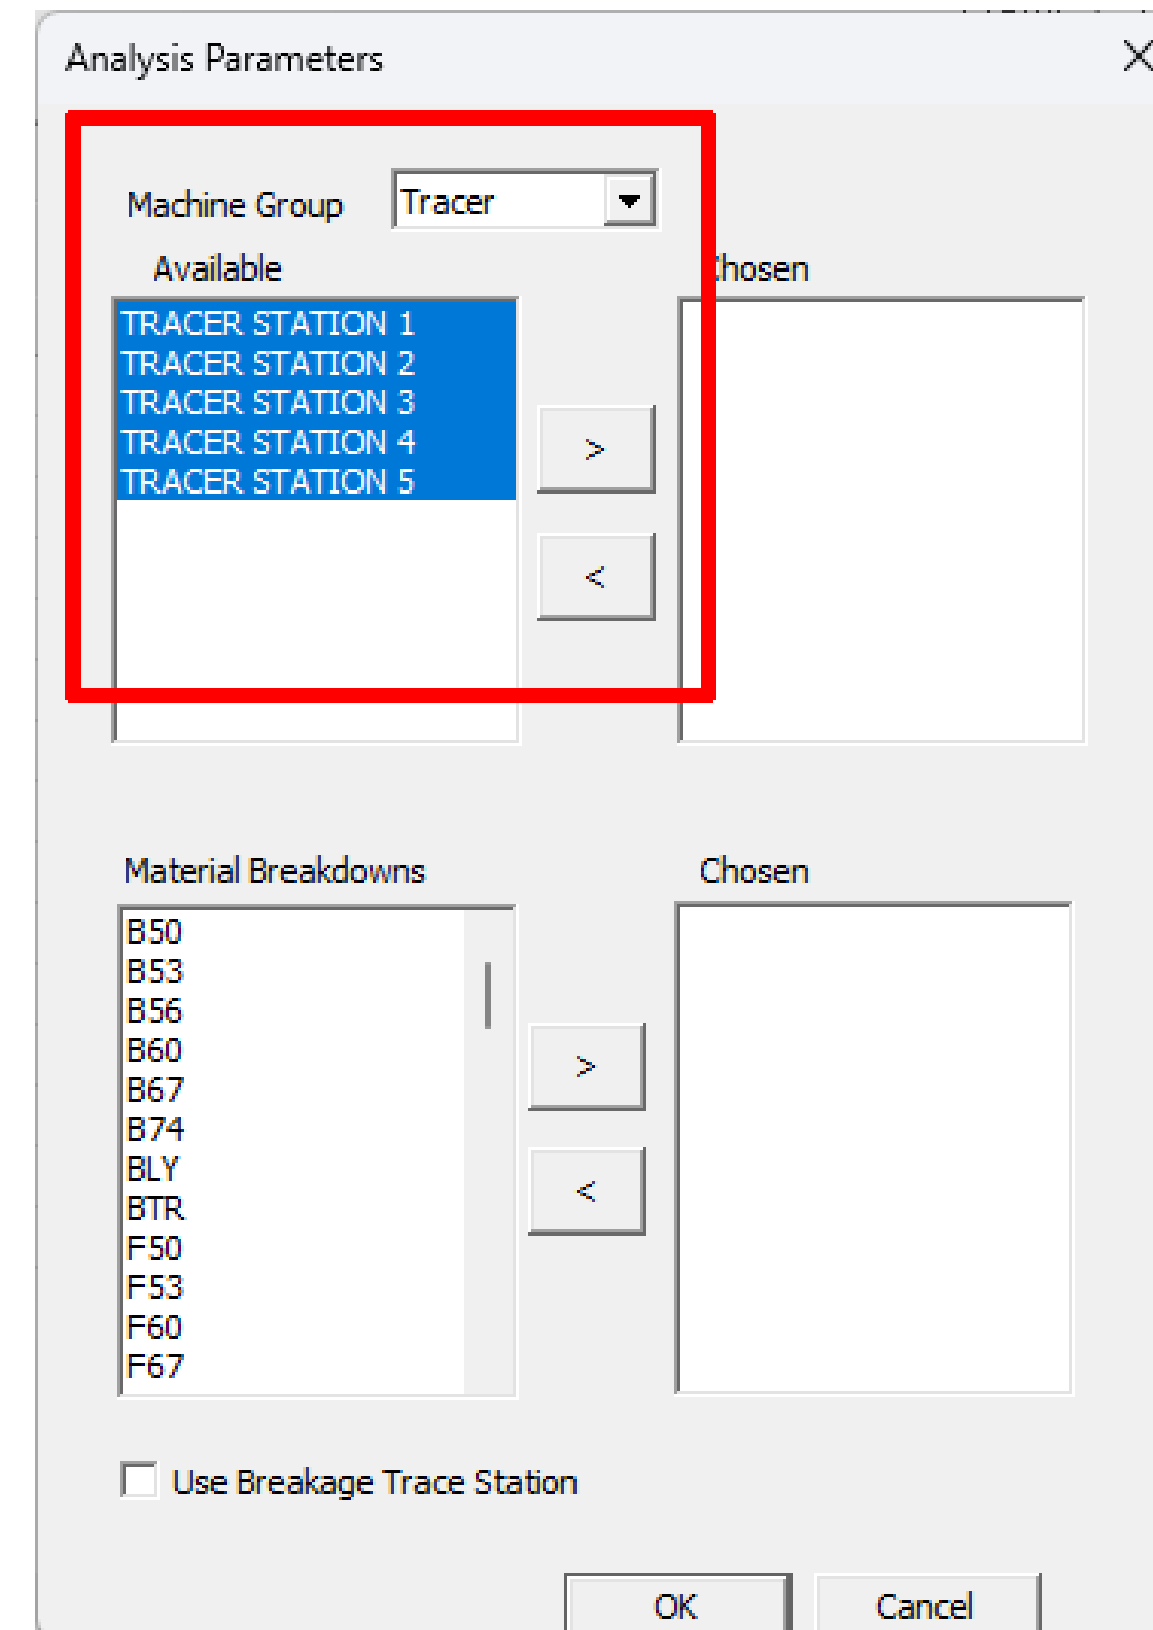 Analysis Parameters
Machine Group
Tracer
Available
Chosen
TRACER STATION 1
TRACER STATION 2
TRACER STATION 3
TRACER STATION 4
TRACER STATION 5
>
<
Material Breakdowns
Chosen
B50
B53
B56
B60
B67
B74
BLY
BTR
F50
F53
F60
F67
>
<
Use Breakage Trace Station
OK
Cancel